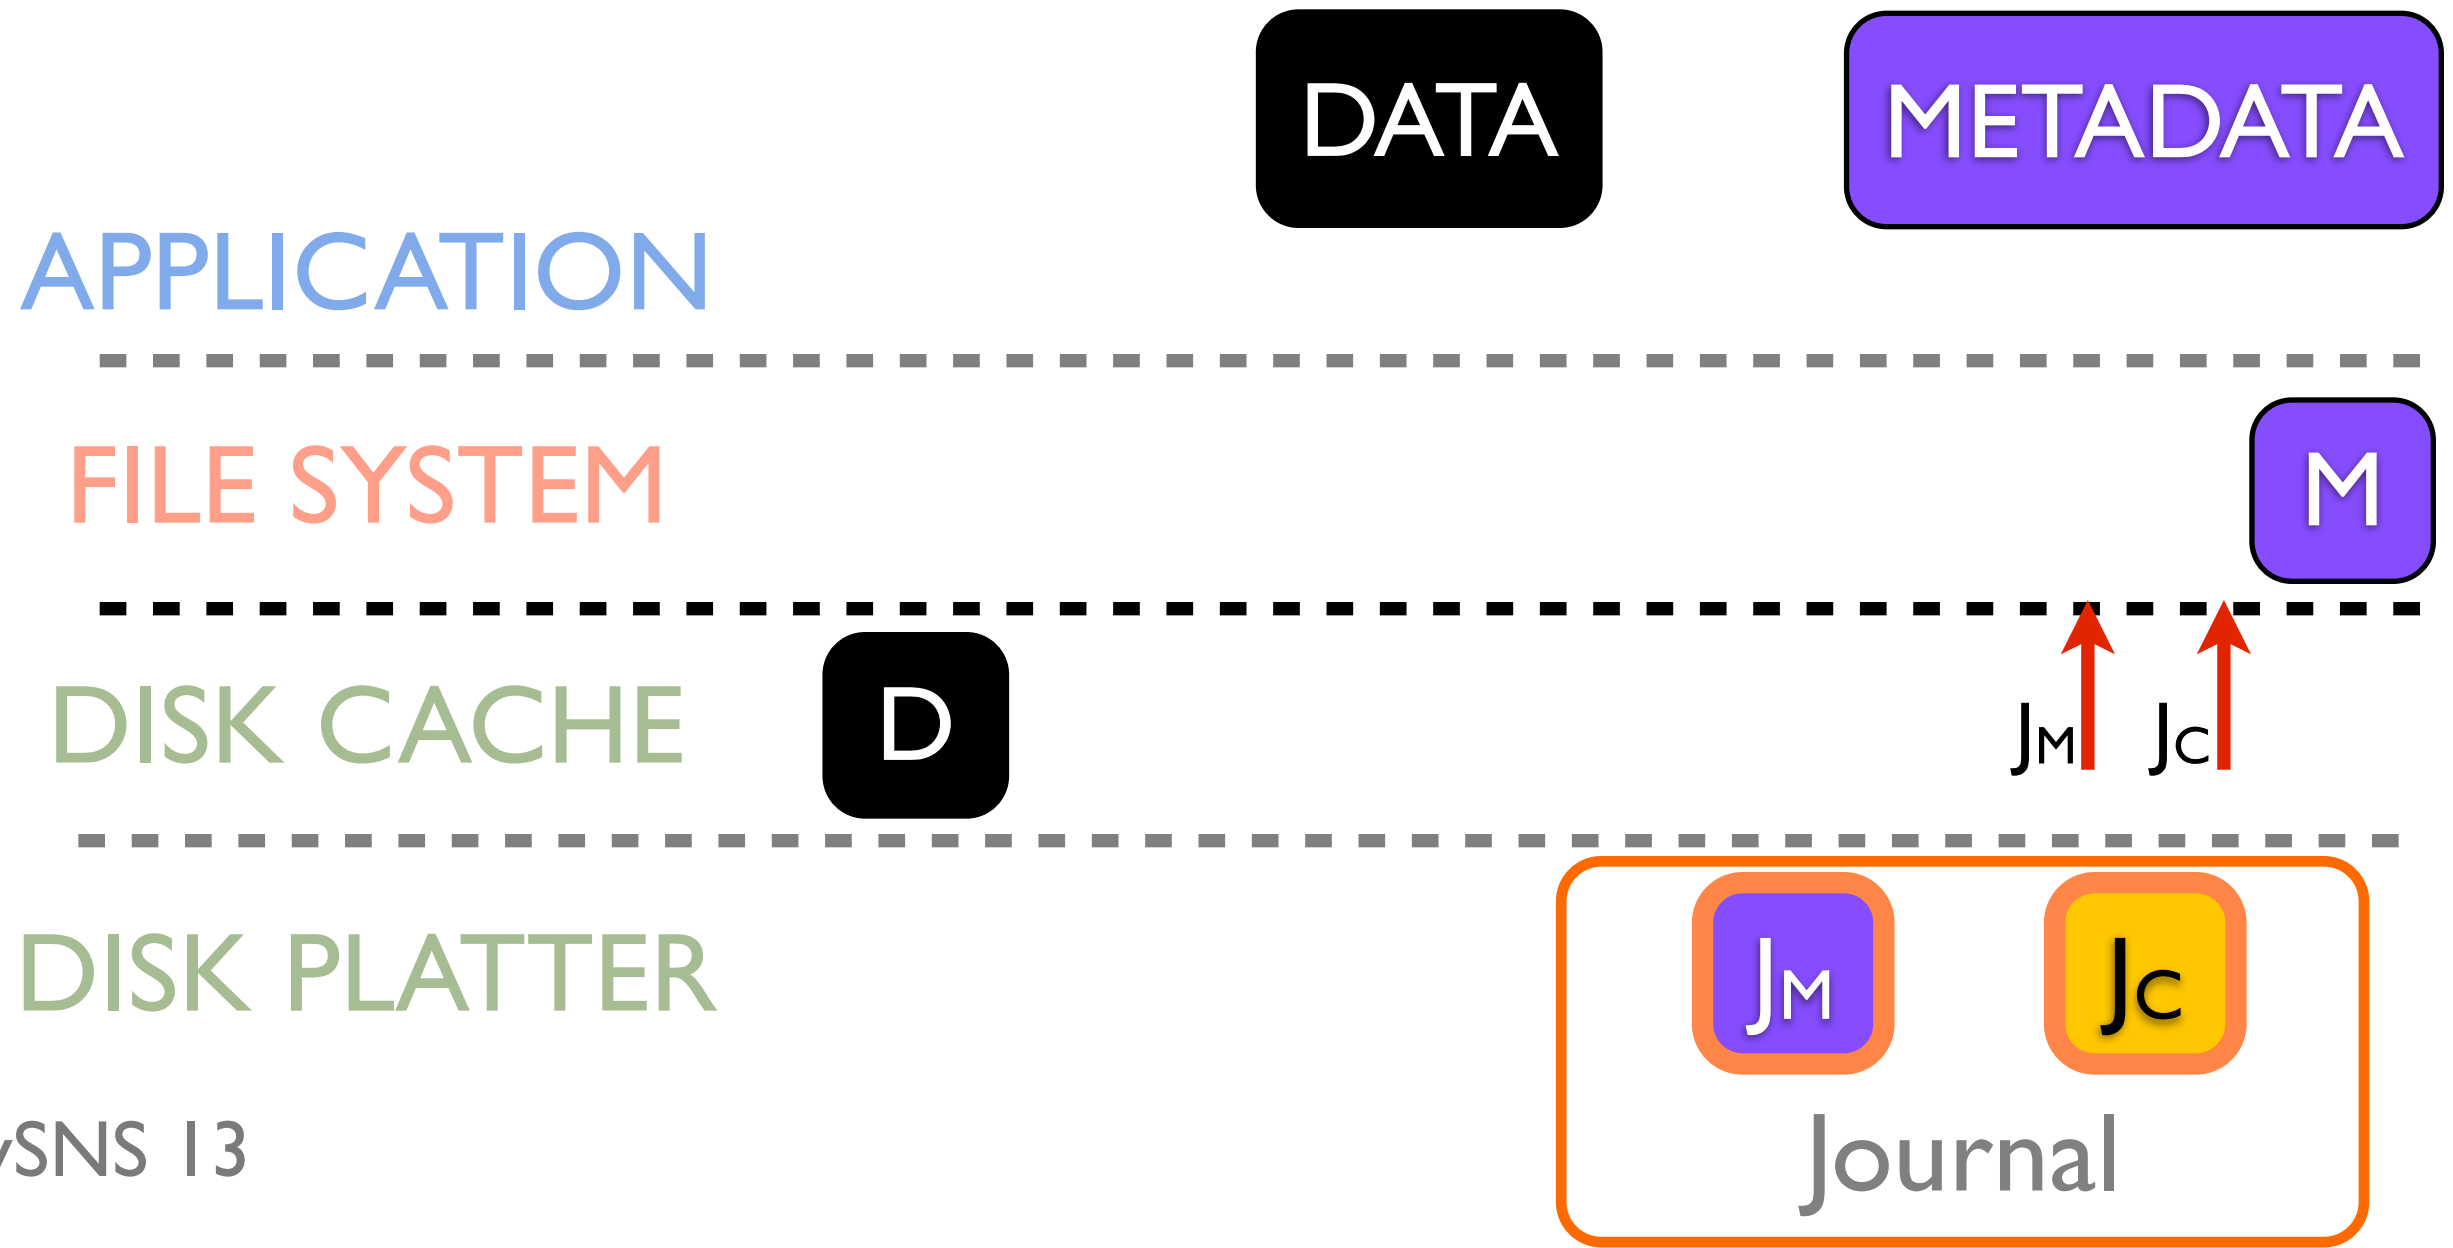 DATA METADATA
APPLICATION
FILE SYSTEM M
DISK CACHE D JM JC
DISK PLATTER JM JC
SNS 13 Journal